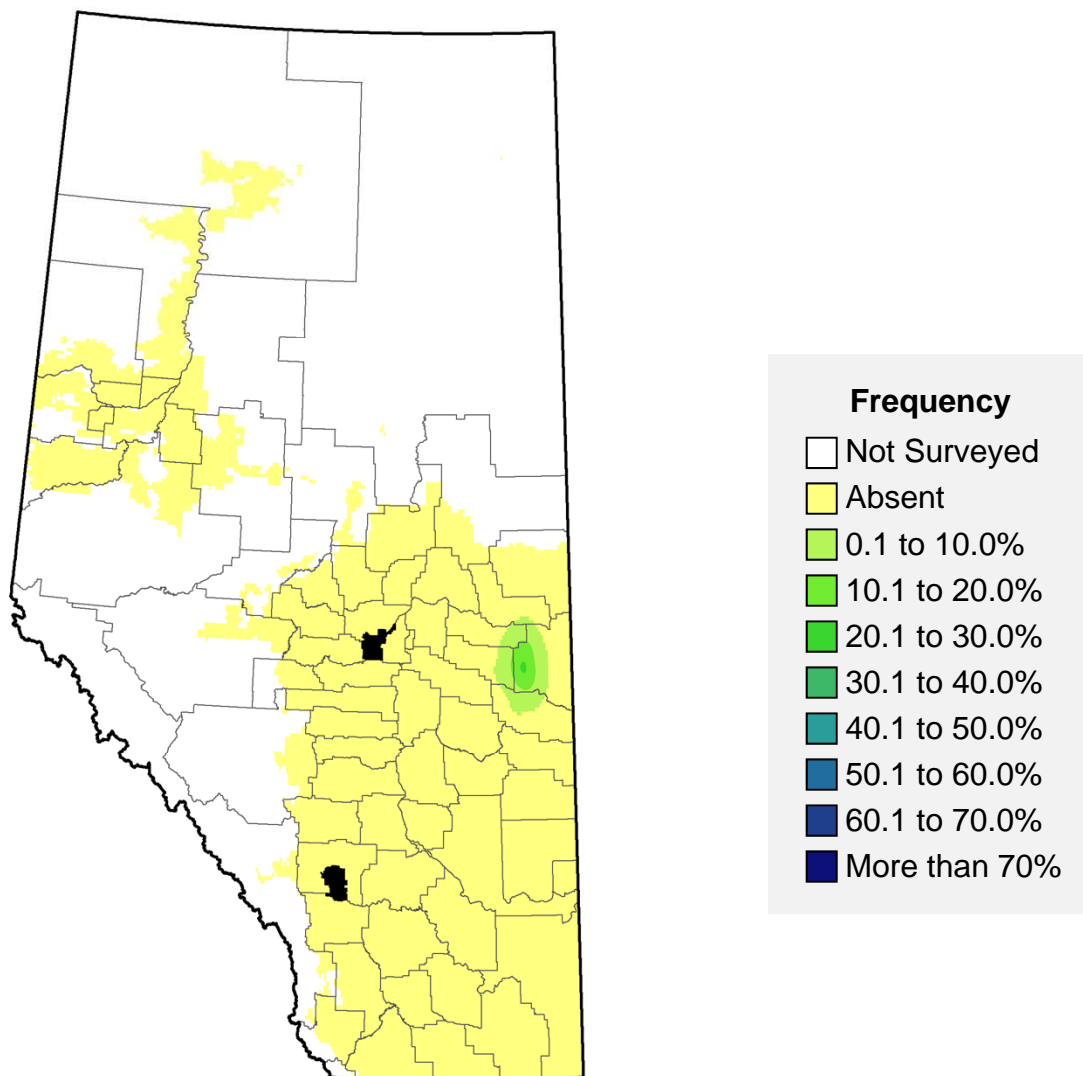 Frequency
Not Surveyed
Absent
0.1 to 10.0%
10.1 to 20.0%
20.1 to 30.0%
30.1 to 40.0%
40.1 to 50.0%
50.1 to 60.0%
60.1 to 70.0%
More than 70%